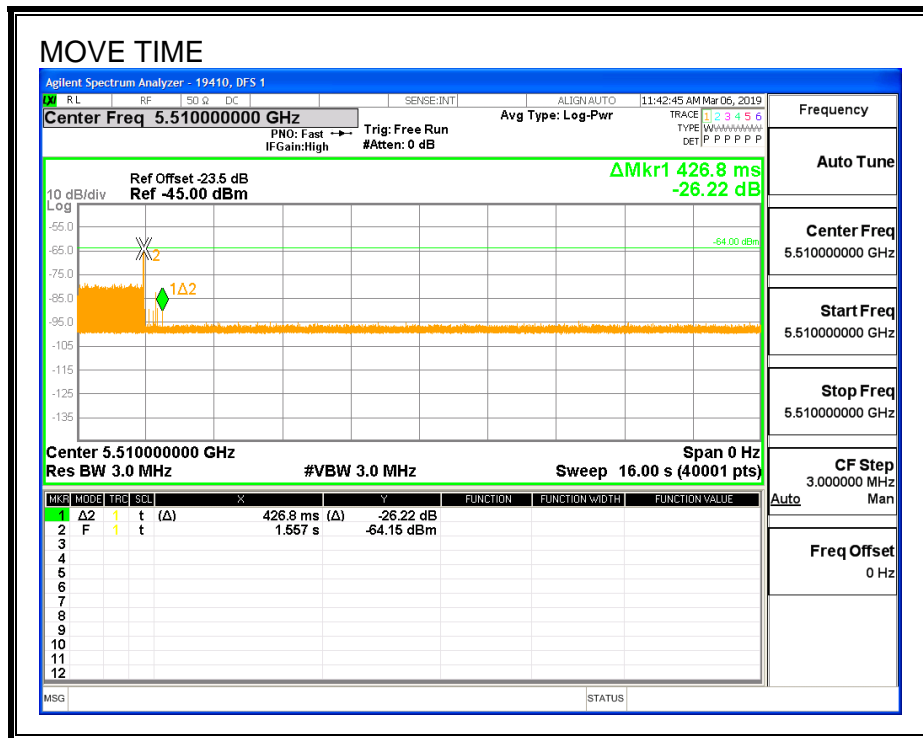 MOVE TIME
Agilent Spectrum Analyzer - 19410, DFS 1
LXI RL RF 50 Ω DC SENSE:INT ALIGN AUTO 11:42:45 AM Mar 06, 2019
Center Freq 5.510000000 GHz
PNO: Fast
IFGain:High
Trig: Free Run
#Atten: 0 dB
Avg Type: Log-Pwr
TRACE 1 2 3 4 5 6
TYPE WWWWWW
DET P P P P P P
ΔMkr1 426.8 ms
-26.22 dB
Ref Offset -23.5 dB
10 dB/div Ref -45.00 dBm
Log
-55.0
-65.0
-75.0
-85.0
-95.0
-105
-115
-125
-135
-64.00 dBm
2
1Δ2
Center 5.510000000 GHz Span 0 Hz
Res BW 3.0 MHz #VBW 3.0 MHz Sweep 16.00 s (40001 pts)
MKR MODE TRC SCL X Y FUNCTION FUNCTION WIDTH FUNCTION VALUE
1 Δ2 1 t (Δ) 426.8 ms (Δ) -26.22 dB
2 F 1 t 1.557 s -64.15 dBm
3
4
5
6
7
8
9
10
11
12
MSG STATUS
Frequency
Auto Tune
Center Freq
5.510000000 GHz
Start Freq
5.510000000 GHz
Stop Freq
5.510000000 GHz
CF Step
3.000000 MHz
Auto Man
Freq Offset
0 Hz